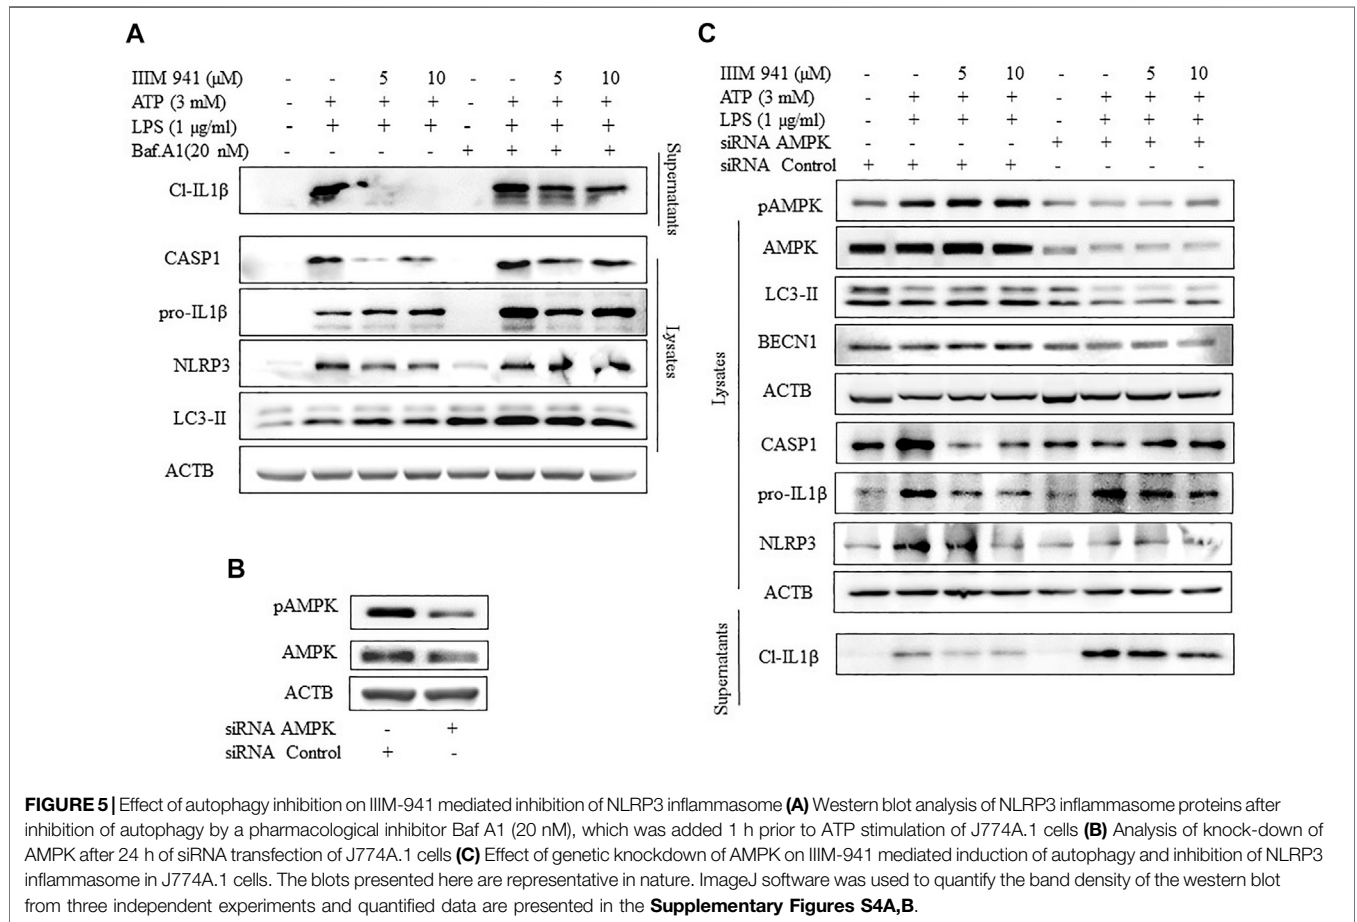 A
IIIM 941 (µM) - - 5 10 - - 5 10
ATP (3 mM) - + + + - + + +
LPS (1 µg/ml) - + + + - + + +
Baf.A1(20 nM) - - - - + + + +
Cl-IL1β
Supernatants
CASP1
pro-IL1β
NLRP3
LC3-II
ACTB
Lysates
B
pAMPK
AMPK
ACTB
siRNA AMPK - +
siRNA Control + -
C
IIIM 941 (µM) - - 5 10 - - 5 10
ATP (3 mM) - + + + - + + +
LPS (1 µg/ml) - + + + - + + +
siRNA AMPK - - - - + + + +
siRNA Control + + + + - - - -
pAMPK
AMPK
LC3-II
BECN1
ACTB
CASP1
pro-IL1β
NLRP3
ACTB
Lysates
Cl-IL1β
Supernatants
FIGURE 5 | Effect of autophagy inhibition on IIIM-941 mediated inhibition of NLRP3 inflammasome (A) Western blot analysis of NLRP3 inflammasome proteins after
inhibition of autophagy by a pharmacological inhibitor Baf A1 (20 nM), which was added 1 h prior to ATP stimulation of J774A.1 cells (B) Analysis of knock-down of
AMPK after 24 h of siRNA transfection of J774A.1 cells (C) Effect of genetic knockdown of AMPK on IIIM-941 mediated induction of autophagy and inhibition of NLRP3
inflammasome in J774A.1 cells. The blots presented here are representative in nature. ImageJ software was used to quantify the band density of the western blot
from three independent experiments and quantified data are presented in the Supplementary Figures S4A,B.